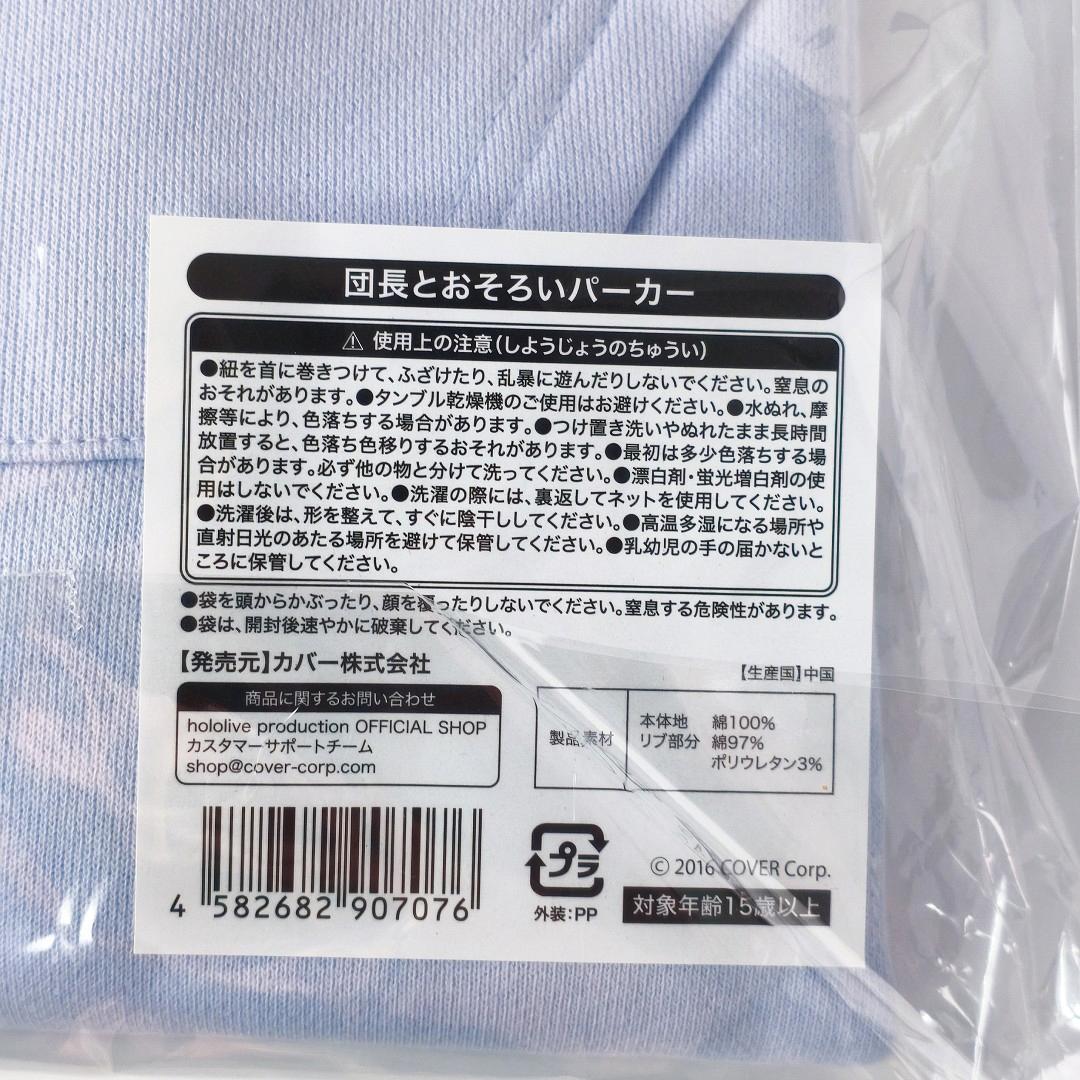 団長とおそろいパーカー
⚠ 使用上の注意(しようじょうのちゅうい)
●紐を首に巻きつけて、ふざけたり、乱暴に遊んだりしないでください。窒息の
おそれがあります。●タンブル乾燥機のご使用はお避けください。●水ぬれ、摩
擦等により、色落ちする場合があります。●つけ置き洗いやぬれたまま長時間
放置すると、色落ち色移りするおそれがあります。●最初は多少色落ちする場
合があります。必ず他の物と分けて洗ってください。●漂白剤・蛍光増白剤の使
用はしないでください。●洗濯の際には、裏返してネットを使用してください。
●洗濯後は、形を整えて、すぐに陰干ししてください。●高温多湿になる場所や
直射日光のあたる場所を避けて保管してください。●乳幼児の手の届かないと
ころに保管してください。
●袋を頭からかぶったり、顔を覆ったりしないでください。窒息する危険性があります。
●袋は、開封後速やかに破棄してください。
【発売元】カバー株式会社
【生産国】中国
商品に関するお問い合わせ
hololive production OFFICIAL SHOP
カスタマーサポートチーム
shop@cover-corp.com
製品素材
本体地 綿100%
リブ部分 綿97%
ポリウレタン3%
4 582682 907076
プラ
外装:PP
© 2016 COVER Corp.
対象年齢15歳以上